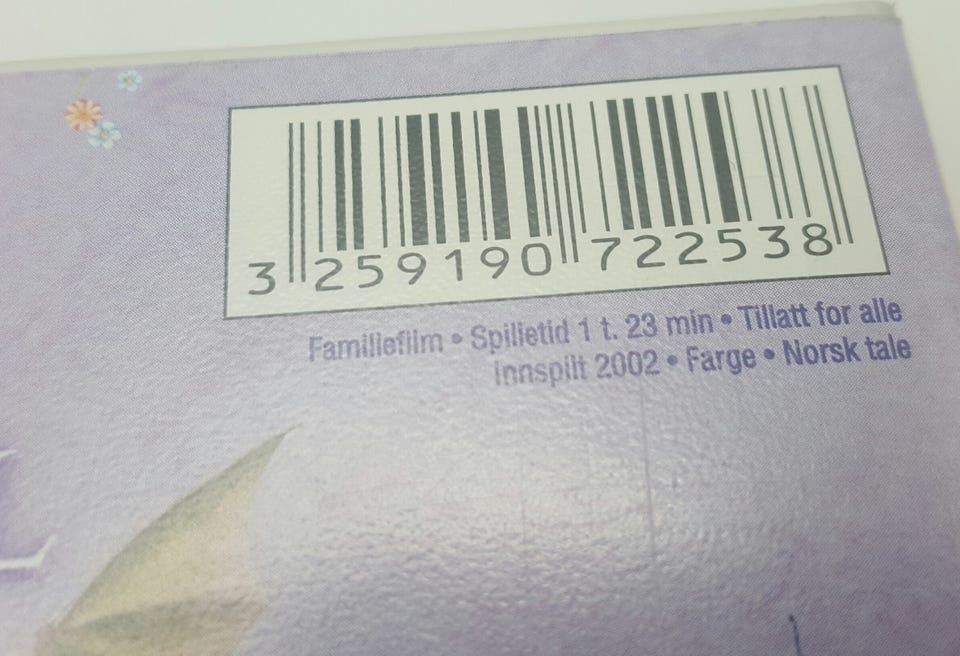 3 259190 722538
Familiefilm • Spilletid 1 t. 23 min • Tillatt for alle
Innspilt 2002 • Farge • Norsk tale